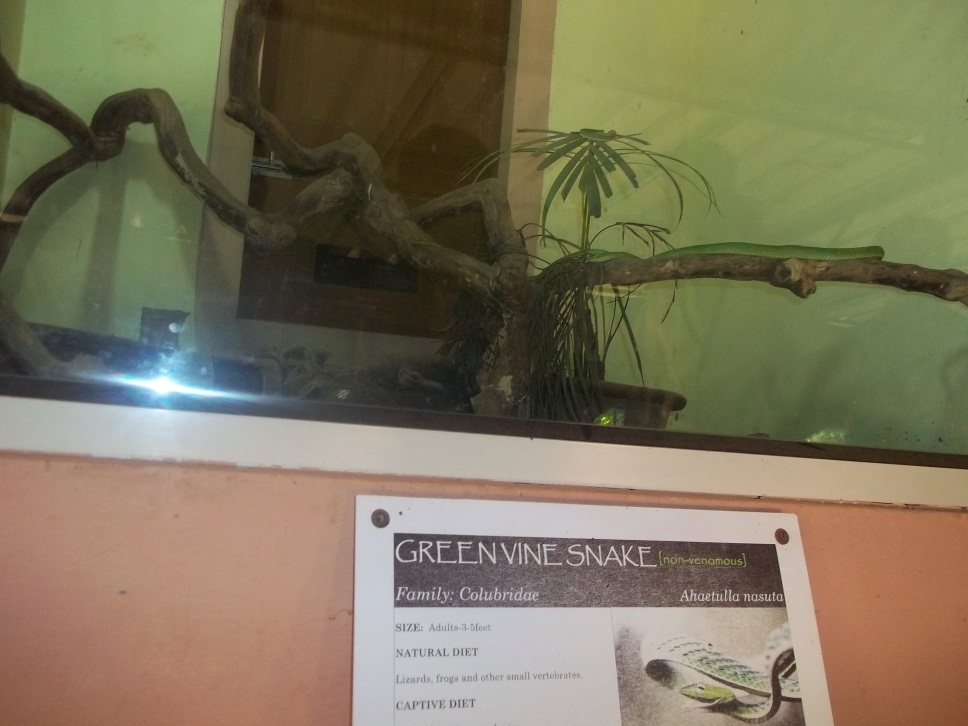 GREEN VINE SNAKE [non-venomous]
Family: Colubridae Ahaetulla nasuta
SIZE: Adults-3-5feet
NATURAL DIET
Lizards, frogs and other small vertebrates.
CAPTIVE DIET